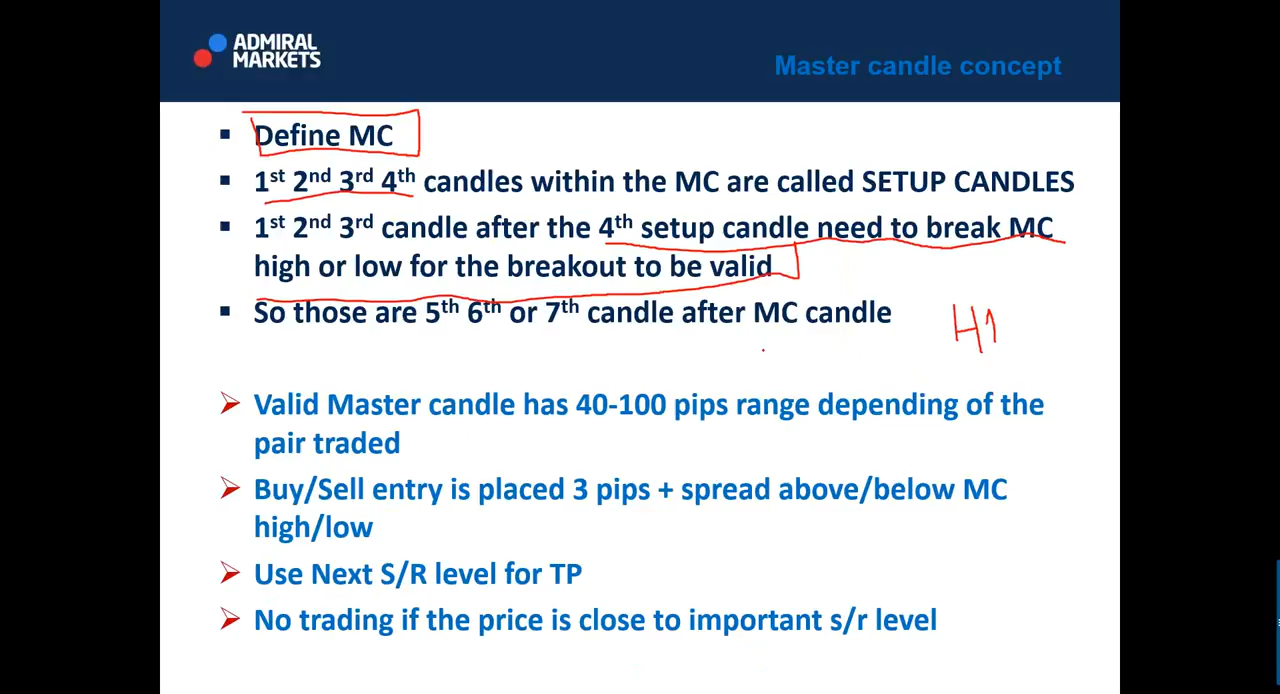 ADMIRAL
MARKETS
Master candle concept
▪ Define MC
▪ 1st 2nd 3rd 4th candles within the MC are called SETUP CANDLES
▪ 1st 2nd 3rd candle after the 4th setup candle need to break MC
high or low for the breakout to be valid
▪ So those are 5th 6th or 7th candle after MC candle
H1
➢ Valid Master candle has 40-100 pips range depending of the
pair traded
➢ Buy/Sell entry is placed 3 pips + spread above/below MC
high/low
➢ Use Next S/R level for TP
➢ No trading if the price is close to important s/r level